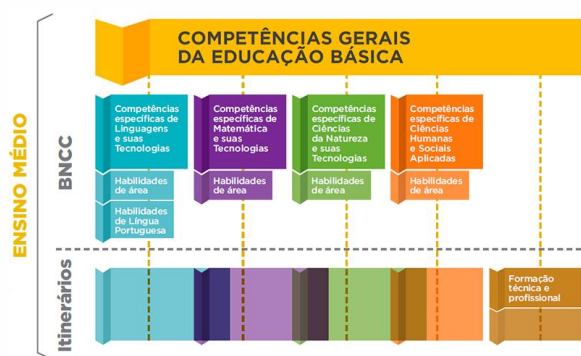 COMPETÊNCIAS GERAIS
DA EDUCAÇÃO BÁSICA
ENSINO MÉDIO
BNCC
Competências
específicas de
Linguagens
e suas
Tecnologias
Habilidades
de área
Habilidades
de Língua
Portuguesa
Competências
específicas de
Matemática
e suas
Tecnologias
Habilidades
de área
Competências
específicas de
Ciências
da Natureza
e suas
Tecnologias
Habilidades
de área
Competências
específicas de
Ciências
Humanas
e Sociais
Aplicadas
Habilidades
de área
Itinerários
Formação
técnica e
profissional